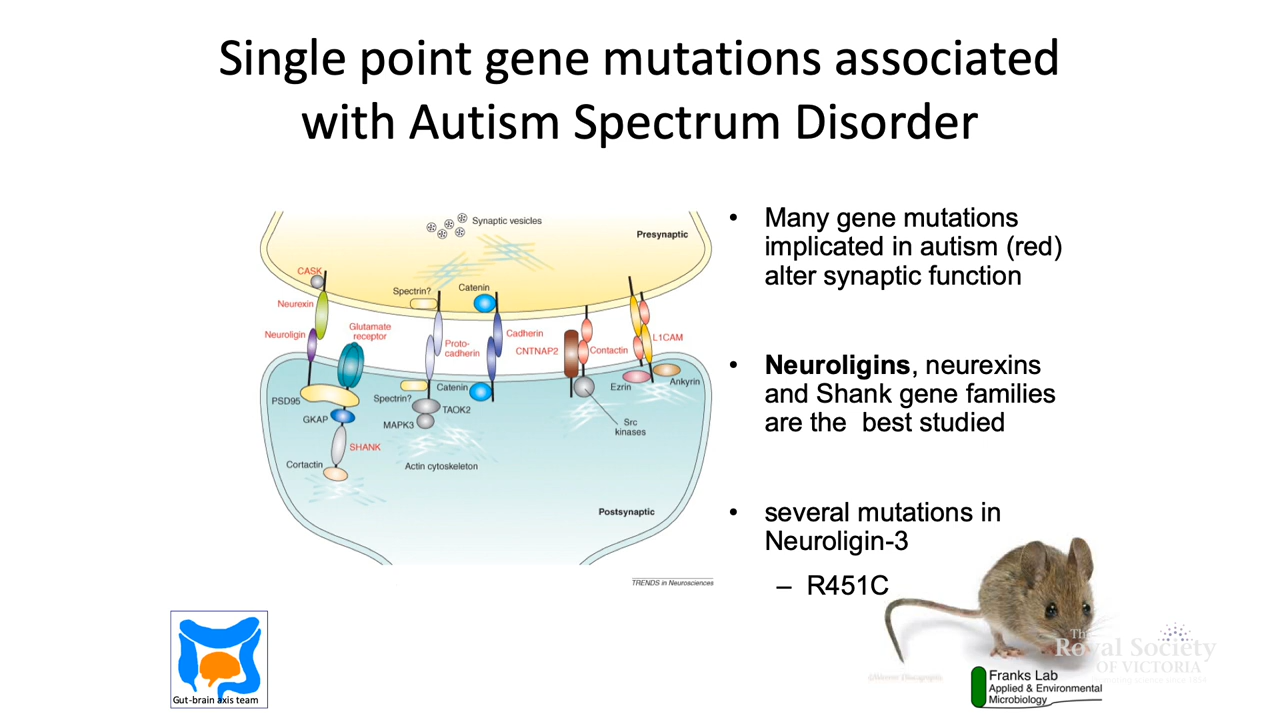 Single point gene mutations associated
with Autism Spectrum Disorder
Synaptic vesicles
Presynaptic
CASK
Spectrin?
Catenin
Neurexin
Neuroligin
Glutamate
receptor
Proto-
cadherin
Cadherin
CNTNAP2
Contactin
L1CAM
PSD95
Spectrin?
Catenin
Ezrin
Ankyrin
GKAP
TAOK2
MAPK3
Src
kinases
SHANK
Cortactin
Actin cytoskeleton
Postsynaptic
TRENDS in Neurosciences
• Many gene mutations
implicated in autism (red)
alter synaptic function
• Neuroligins, neurexins
and Shank gene families
are the best studied
• several mutations in
Neuroligin-3
– R451C
Gut-brain axis team
The
Royal Society
OF VICTORIA
Franks Lab
Applied & Environmental
Microbiology